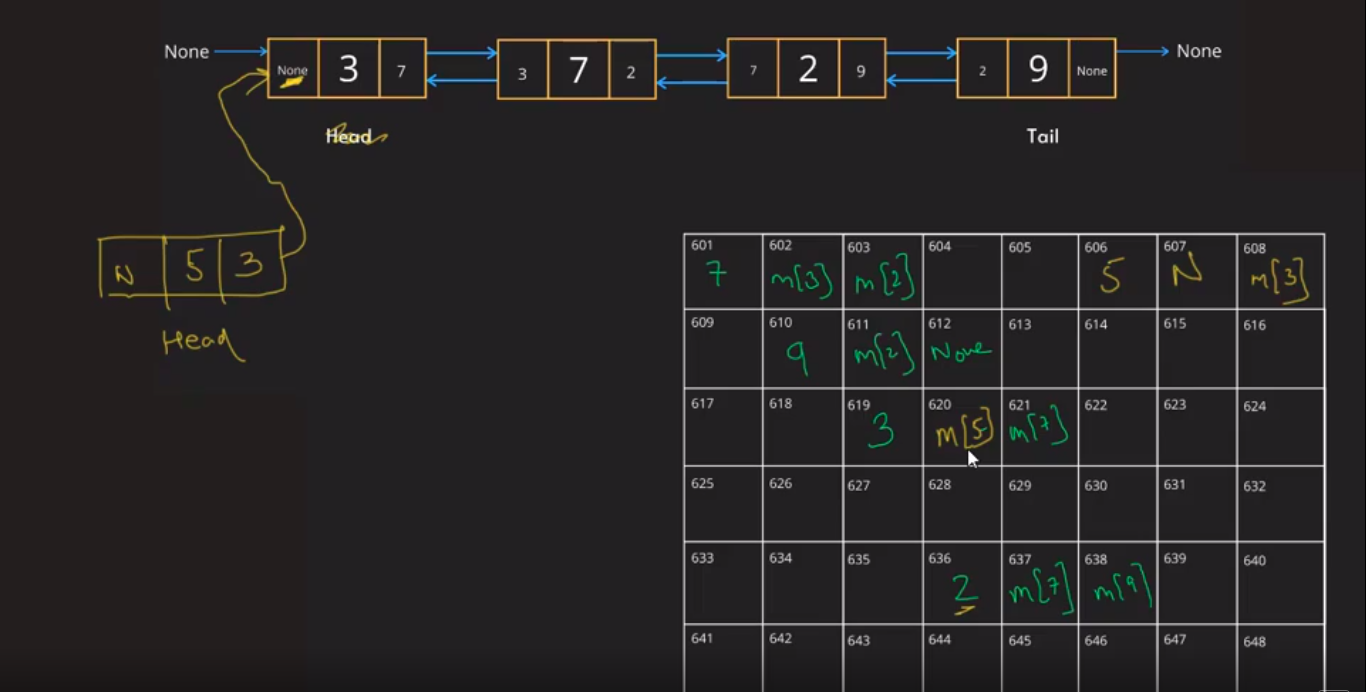 None None 3 7 3 7 2 7 2 9 2 9 None None
Head Tail
N 5 3
Head
601 602 603 604 605 606 607 608
7 m[3] m[2] 5 N m[3]
609 610 611 612 613 614 615 616
9 m[2] None
617 618 619 620 621 622 623 624
3 m[5] m[7]
625 626 627 628 629 630 631 632
633 634 635 636 637 638 639 640
2 m[7] m[9]
641 642 643 644 645 646 647 648